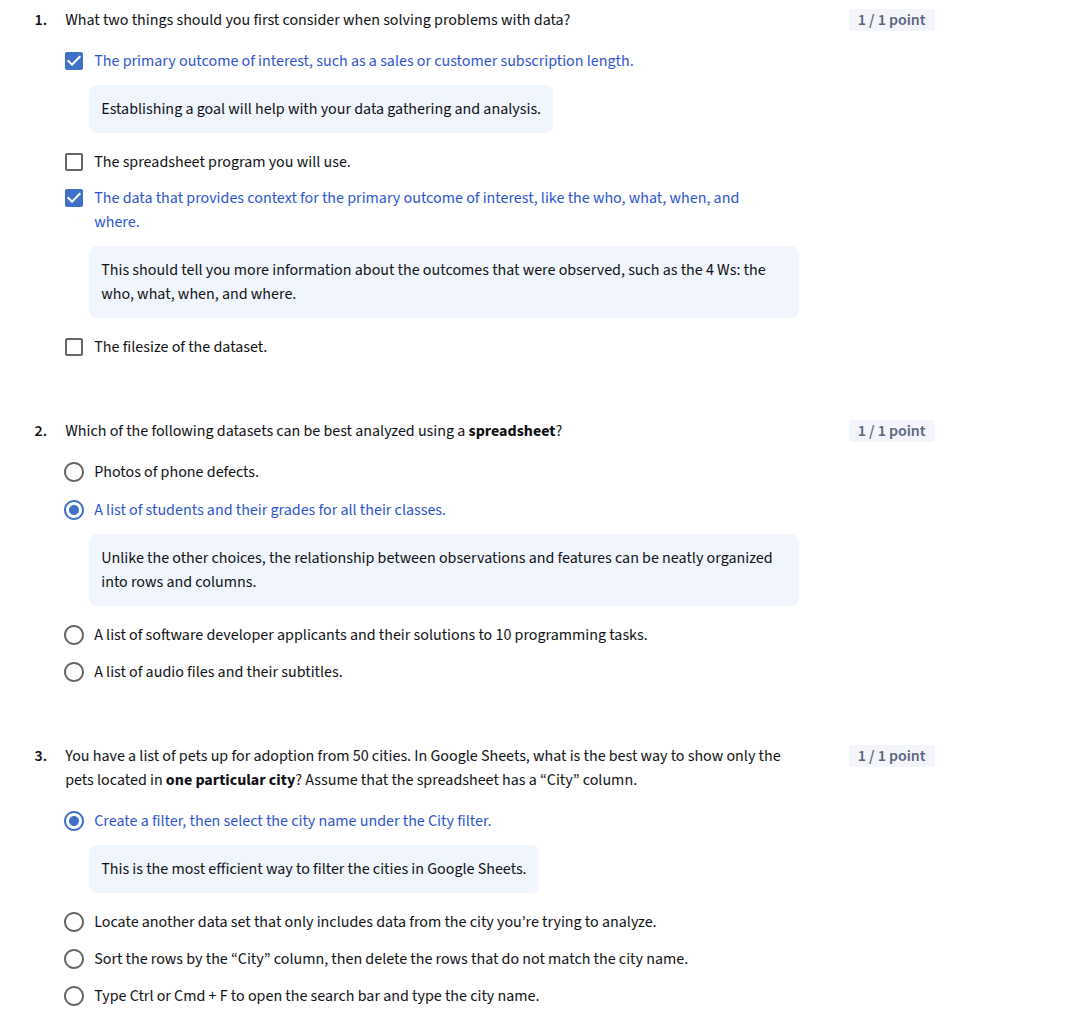 1. What two things should you first consider when solving problems with data? 1 / 1 point
The primary outcome of interest, such as a sales or customer subscription length.
Establishing a goal will help with your data gathering and analysis.
The spreadsheet program you will use.
The data that provides context for the primary outcome of interest, like the who, what, when, and
where.
This should tell you more information about the outcomes that were observed, such as the 4 Ws: the
who, what, when, and where.
The filesize of the dataset.
2. Which of the following datasets can be best analyzed using a spreadsheet? 1 / 1 point
Photos of phone defects.
A list of students and their grades for all their classes.
Unlike the other choices, the relationship between observations and features can be neatly organized
into rows and columns.
A list of software developer applicants and their solutions to 10 programming tasks.
A list of audio files and their subtitles.
3. You have a list of pets up for adoption from 50 cities. In Google Sheets, what is the best way to show only the 1 / 1 point
pets located in one particular city? Assume that the spreadsheet has a “City” column.
Create a filter, then select the city name under the City filter.
This is the most efficient way to filter the cities in Google Sheets.
Locate another data set that only includes data from the city you’re trying to analyze.
Sort the rows by the “City” column, then delete the rows that do not match the city name.
Type Ctrl or Cmd + F to open the search bar and type the city name.